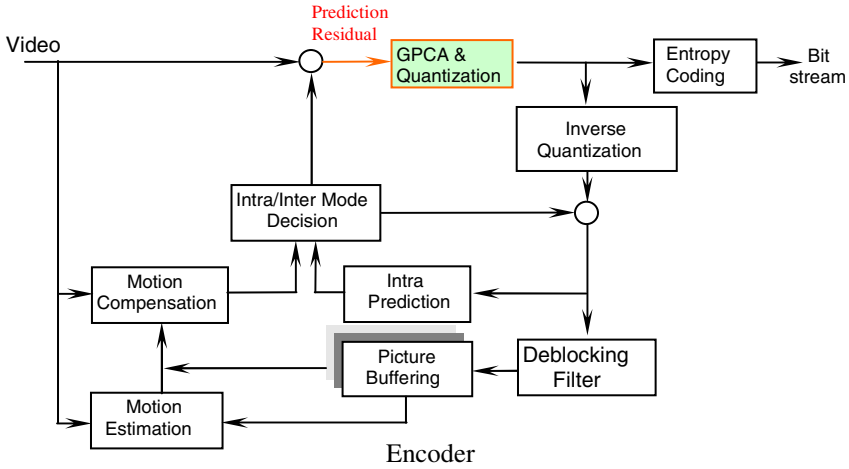 Prediction
Residual
Video
GPCA &
Quantization
Entropy
Coding
Bit
stream
Inverse
Quantization
Intra/Inter Mode
Decision
Motion
Compensation
Intra
Prediction
Picture
Buffering
Deblocking
Filter
Motion
Estimation
Encoder